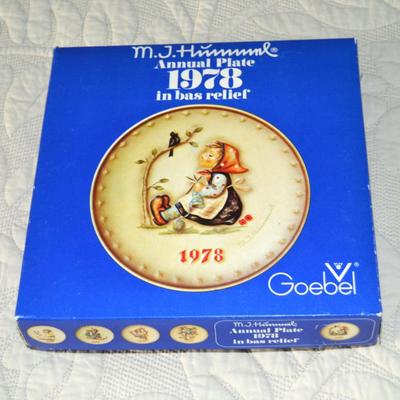 M.J.Hummel®
Annual Plate
1978
in bas relief
1978
Goebel
M.J.Hummel
Annual Plate
1978
in bas relief